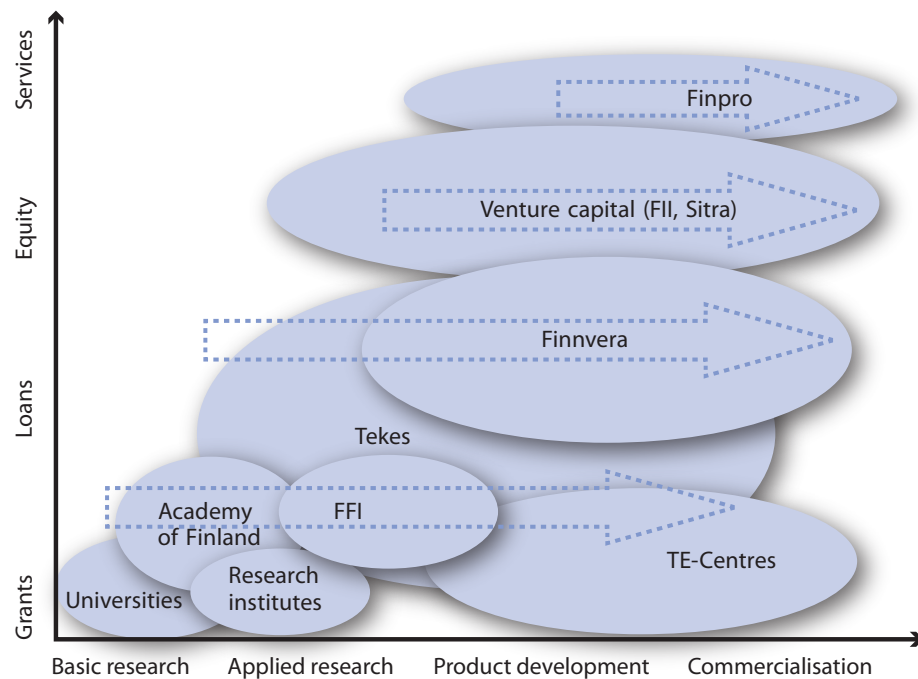 Services
Equity
Loans
Grants
Finpro
Venture capital (FII, Sitra)
Finnvera
Tekes
Academy
of Finland
FFI
Research
institutes
Universities
TE-Centres
Basic research
Applied research
Product development
Commercialisation